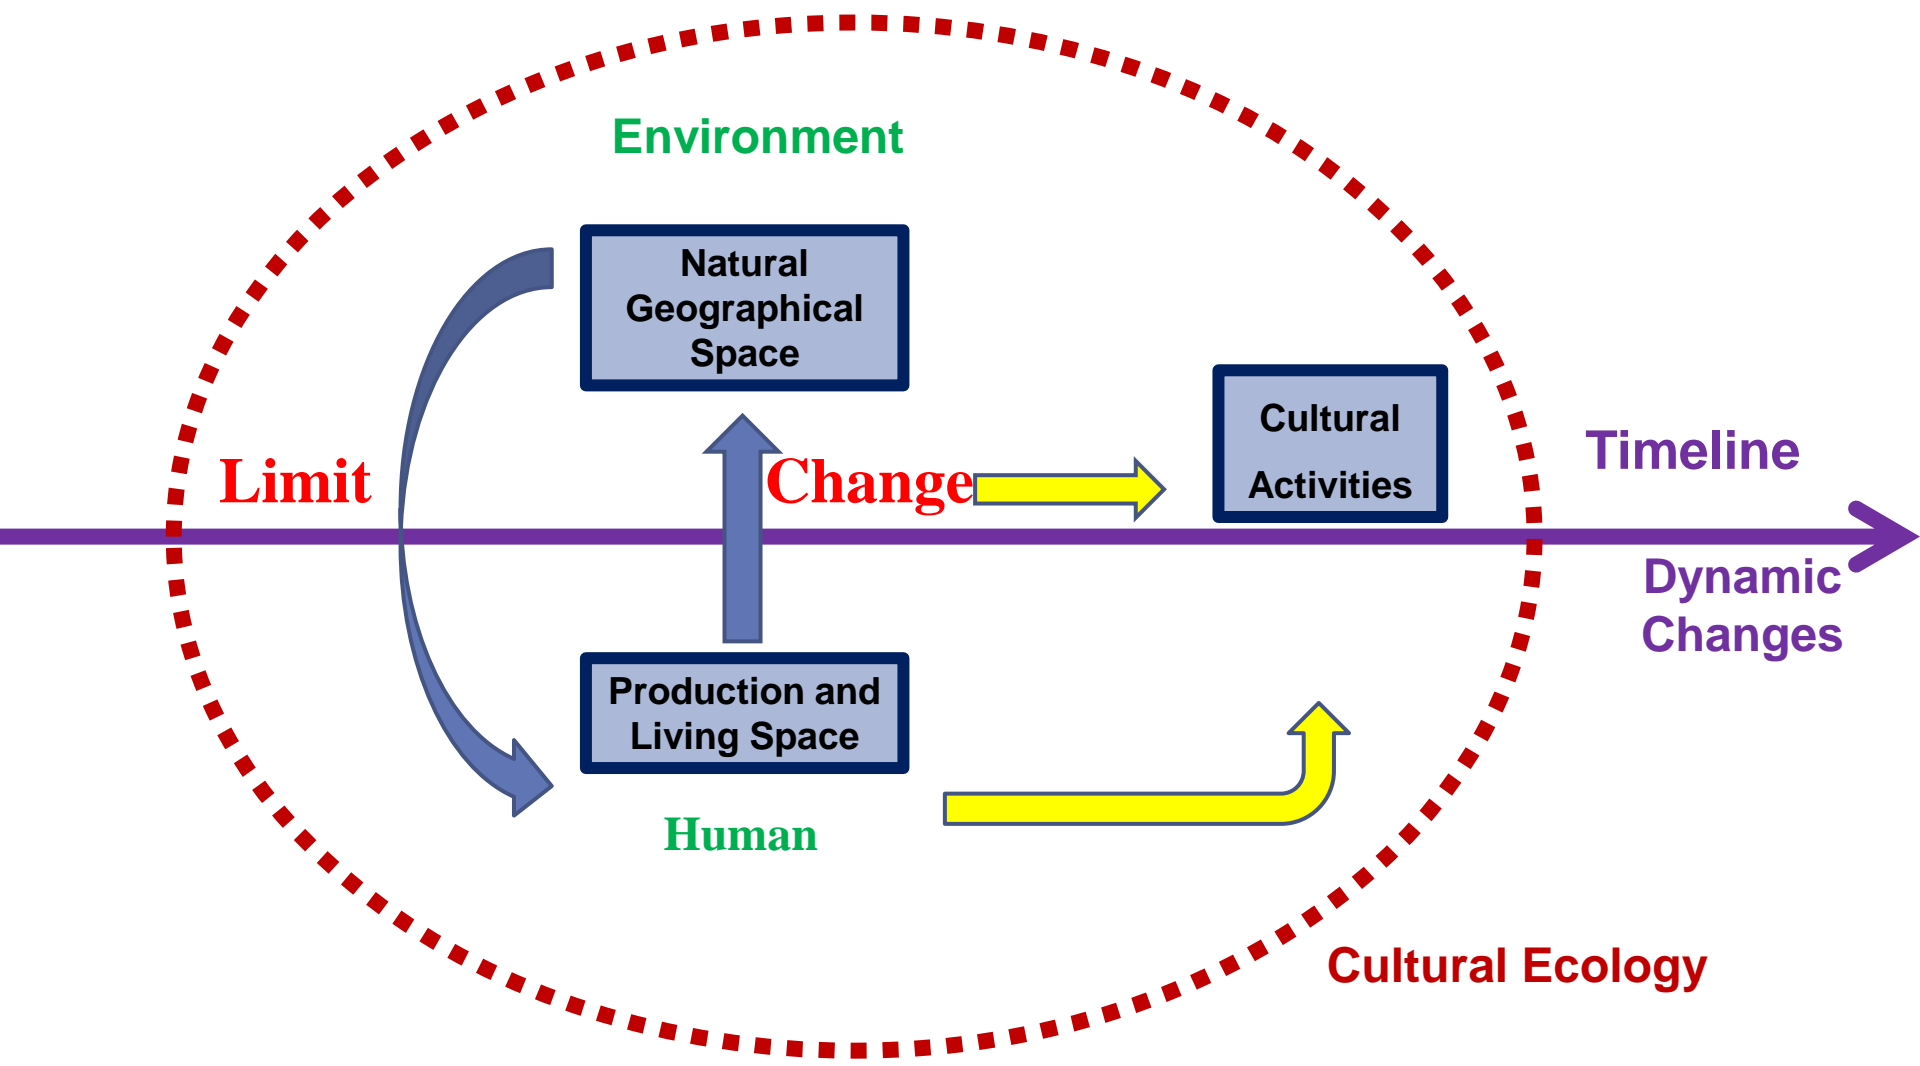 Environment
Natural
Geographical
Space
Limit
Change
Cultural
Activities
Timeline
Dynamic
Changes
Production and
Living Space
Human
Cultural Ecology